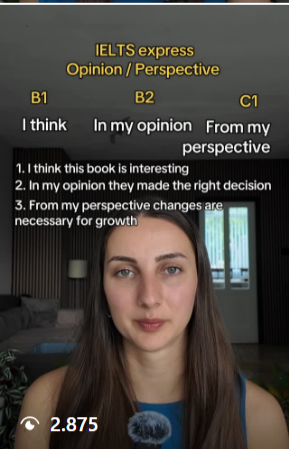 IELTS express
Opinion / Perspective
B1 B2 C1
I think In my opinion From my perspective
1. I think this book is interesting
2. In my opinion they made the right decision
3. From my perspective changes are
necessary for growth
2.875